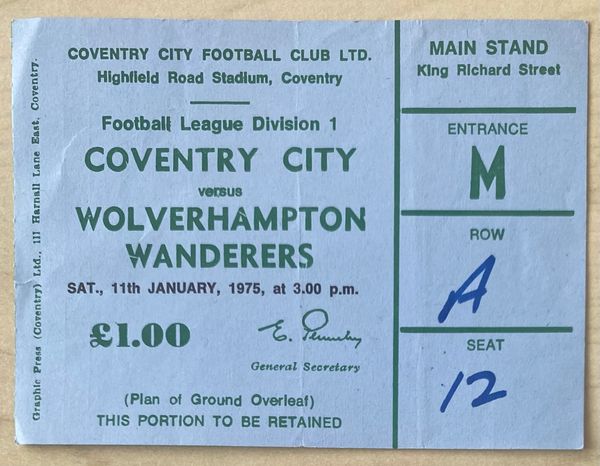 COVENTRY CITY FOOTBALL CLUB LTD.
Highfield Road Stadium, Coventry
Football League Division 1
COVENTRY CITY
versus
WOLVERHAMPTON
WANDERERS
SAT., 11th JANUARY, 1975, at 3.00 p.m.
£1.00
General Secretary
(Plan of Ground Overleaf)
THIS PORTION TO BE RETAINED
MAIN STAND
King Richard Street
ENTRANCE
M
ROW
A
SEAT
12
Graphic Press (Coventry) Ltd., 111 Harnall Lane East, Coventry.